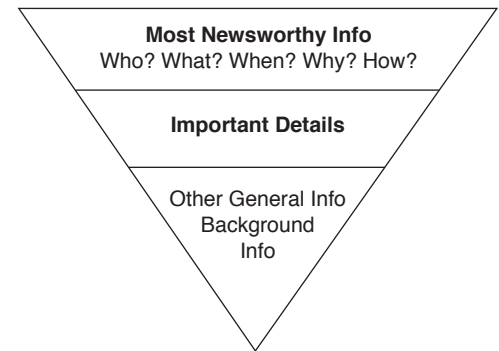 Most Newsworthy Info
Who? What? When? Why? How?
Important Details
Other General Info
Background
Info